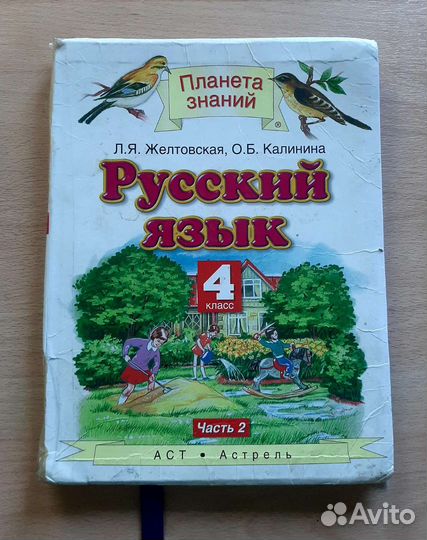 Планета
знаний
®
Л.Я. Желтовская, О.Б. Калинина
Русский
язык
4
класс
Часть 2
АСТ • Астрель
Avito